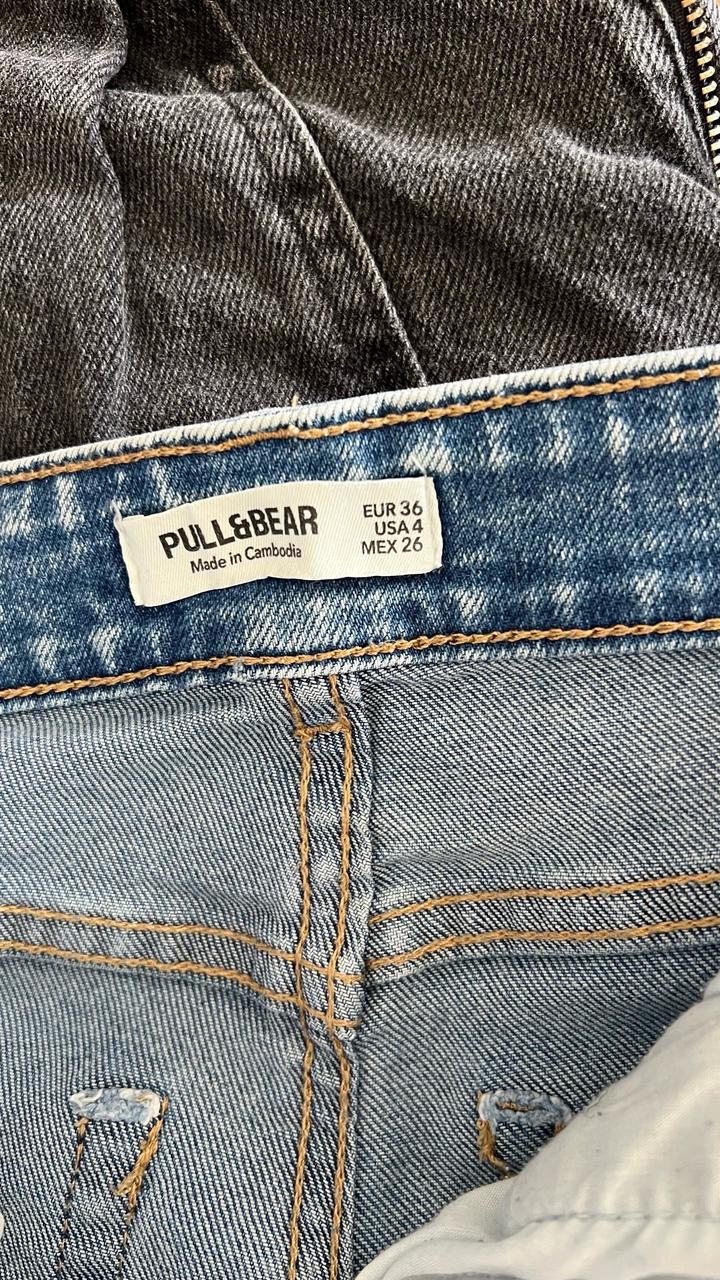 PULL&BEAR
Made in Cambodia
EUR 36
USA 4
MEX 26